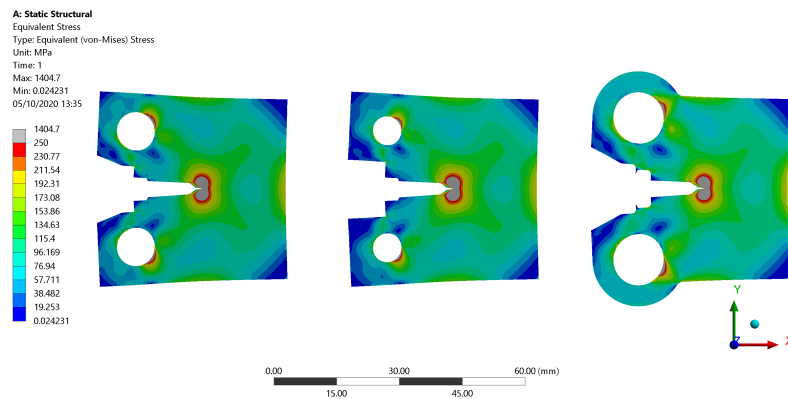 A: Static Structural
Equivalent Stress
Type: Equivalent (von-Mises) Stress
Unit: MPa
Time: 1
Max: 1404.7
Min: 0.024231
05/10/2020 13:35
1404.7
250
230.77
211.54
192.31
173.08
153.86
134.63
115.4
96.169
76.94
57.711
38.482
19.253
0.024231
Y
Z
X
0.00 30.00 60.00 (mm)
15.00 45.00